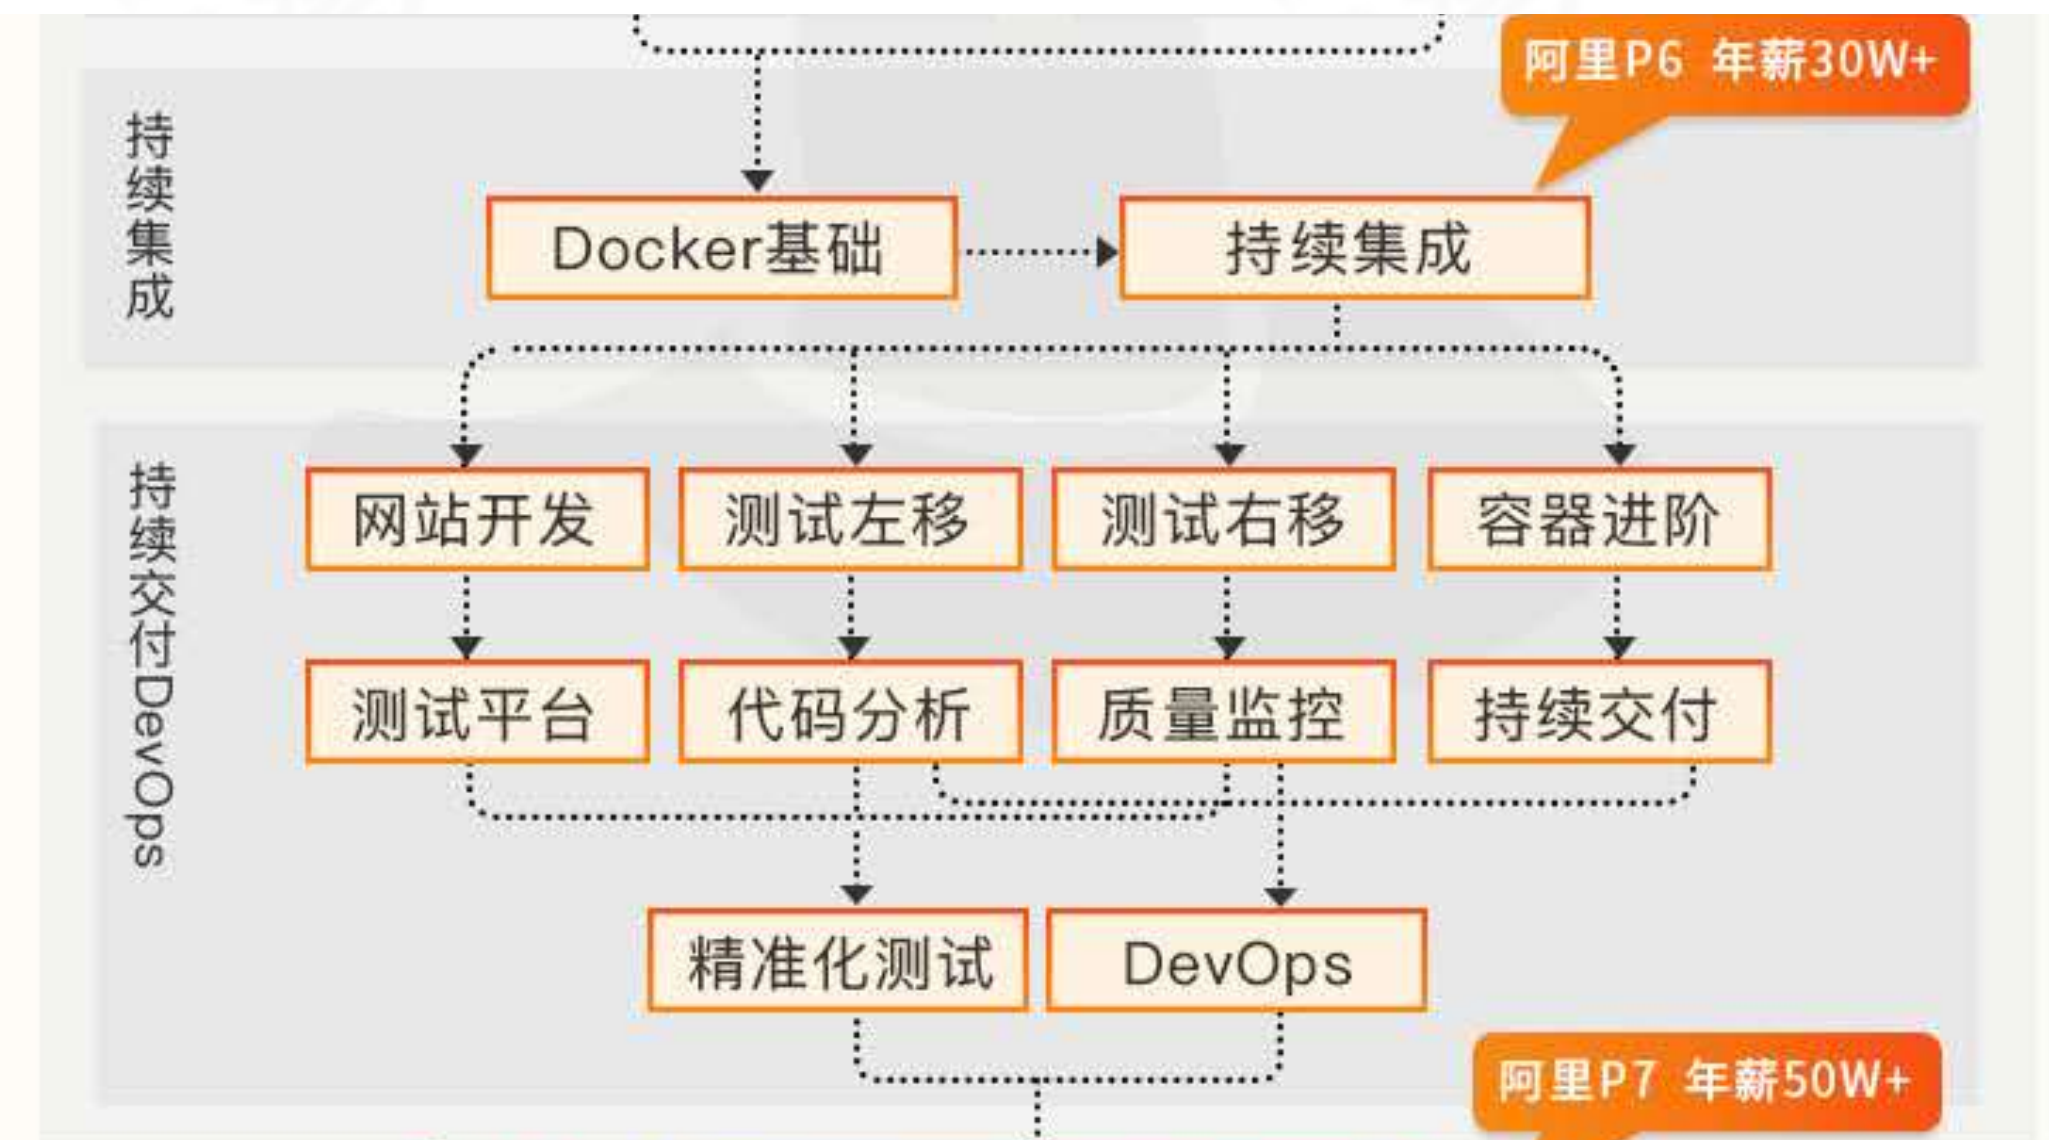 阿里P6 年薪30W+
持续集成
Docker基础
持续集成
持续交付DevOps
网站开发
测试左移
测试右移
容器进阶
测试平台
代码分析
质量监控
持续交付
精准化测试
DevOps
阿里P7 年薪50W+